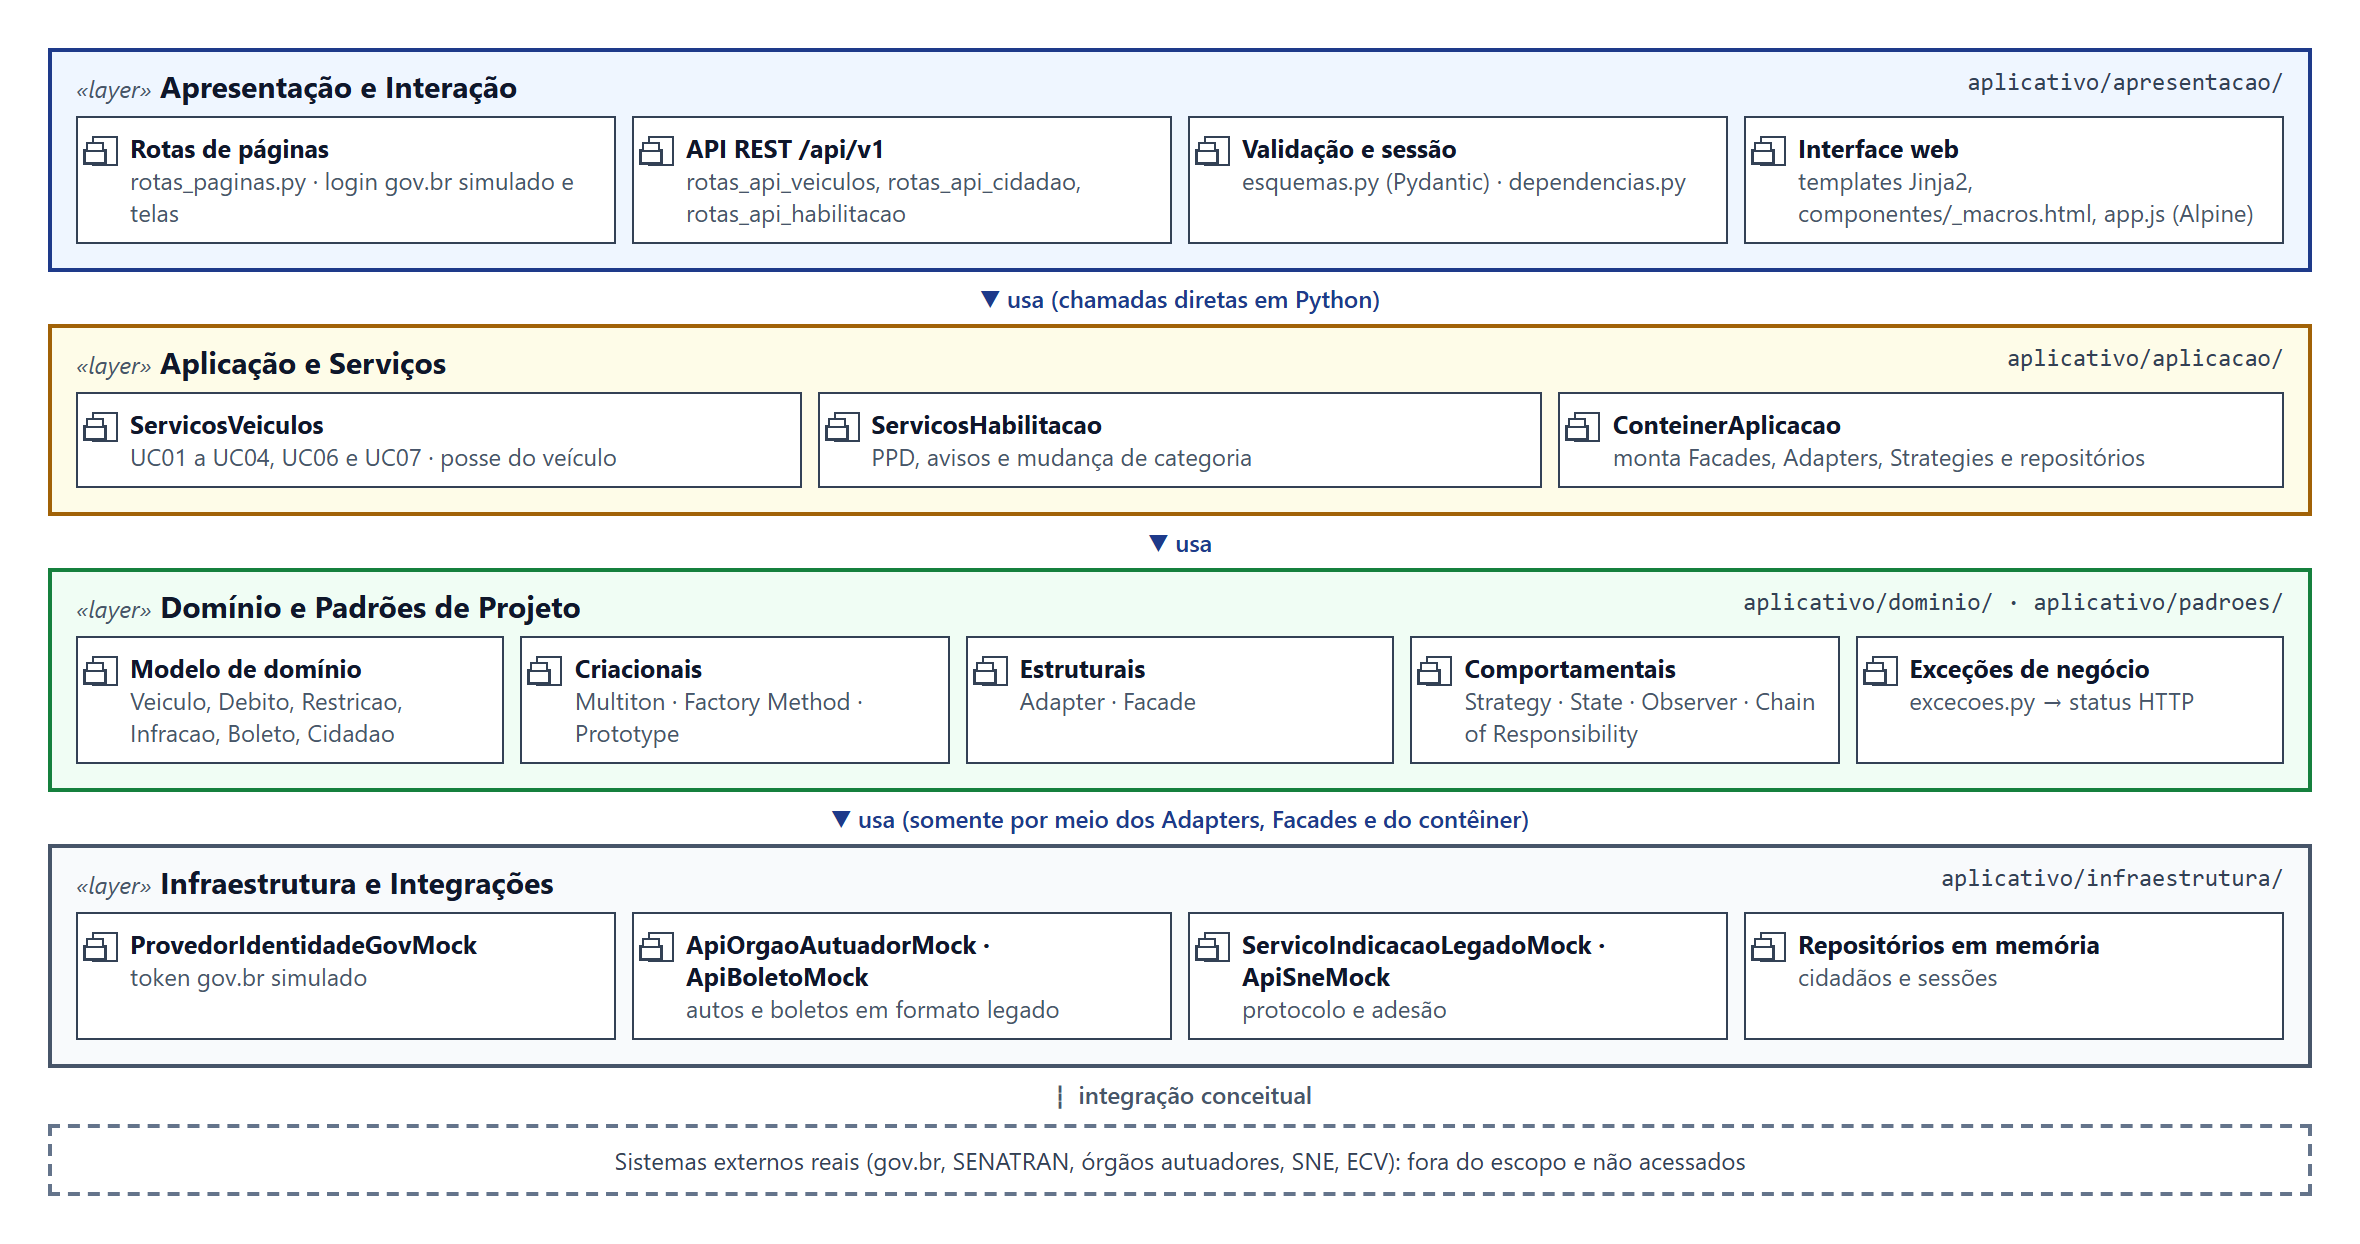 «layer» Apresentação e Interação
aplicativo/apresentacao/
Rotas de páginas
rotas_paginas.py · login gov.br simulado e
telas
API REST /api/v1
rotas_api_veiculos, rotas_api_cidadao,
rotas_api_habilitacao
Validação e sessão
esquemas.py (Pydantic) · dependencias.py
Interface web
templates Jinja2,
componentes/_macros.html, app.js (Alpine)
▼ usa (chamadas diretas em Python)
«layer» Aplicação e Serviços
aplicativo/aplicacao/
ServicosVeiculos
UC01 a UC04, UC06 e UC07 · posse do veículo
ServicosHabilitacao
PPD, avisos e mudança de categoria
ConteinerAplicacao
monta Facades, Adapters, Strategies e repositórios
▼ usa
«layer» Domínio e Padrões de Projeto
aplicativo/dominio/ · aplicativo/padroes/
Modelo de domínio
Veiculo, Debito, Restricao,
Infracao, Boleto, Cidadao
Criacionais
Multiton · Factory Method ·
Prototype
Estruturais
Adapter · Facade
Comportamentais
Strategy · State · Observer · Chain
of Responsibility
Exceções de negócio
excecoes.py → status HTTP
▼ usa (somente por meio dos Adapters, Facades e do contêiner)
«layer» Infraestrutura e Integrações
aplicativo/infraestrutura/
ProvedorIdentidadeGovMock
token gov.br simulado
ApiOrgaoAutuadorMock ·
ApiBoletoMock
autos e boletos em formato legado
ServicoIndicacaoLegadoMock ·
ApiSneMock
protocolo e adesão
Repositórios em memória
cidadãos e sessões
┆ integração conceitual
Sistemas externos reais (gov.br, SENATRAN, órgãos autuadores, SNE, ECV): fora do escopo e não acessados